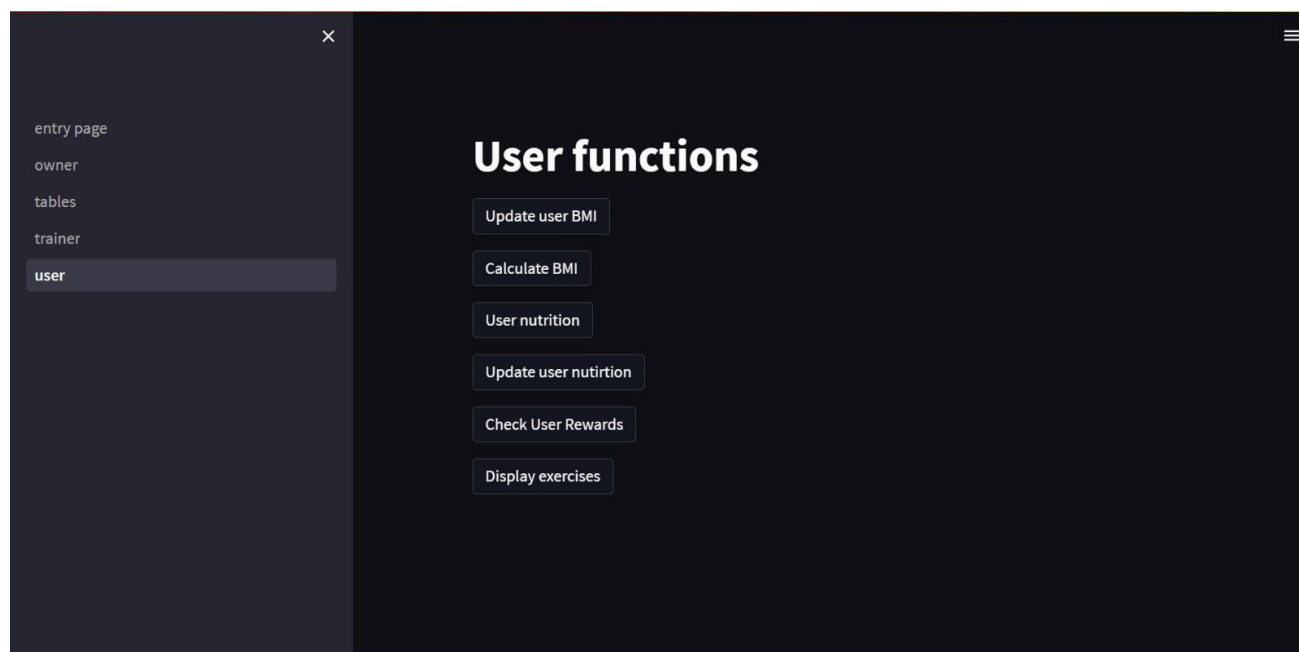 entry page
owner
tables
trainer
user
User functions
Update user BMI
Calculate BMI
User nutrition
Update user nutirtion
Check User Rewards
Display exercises